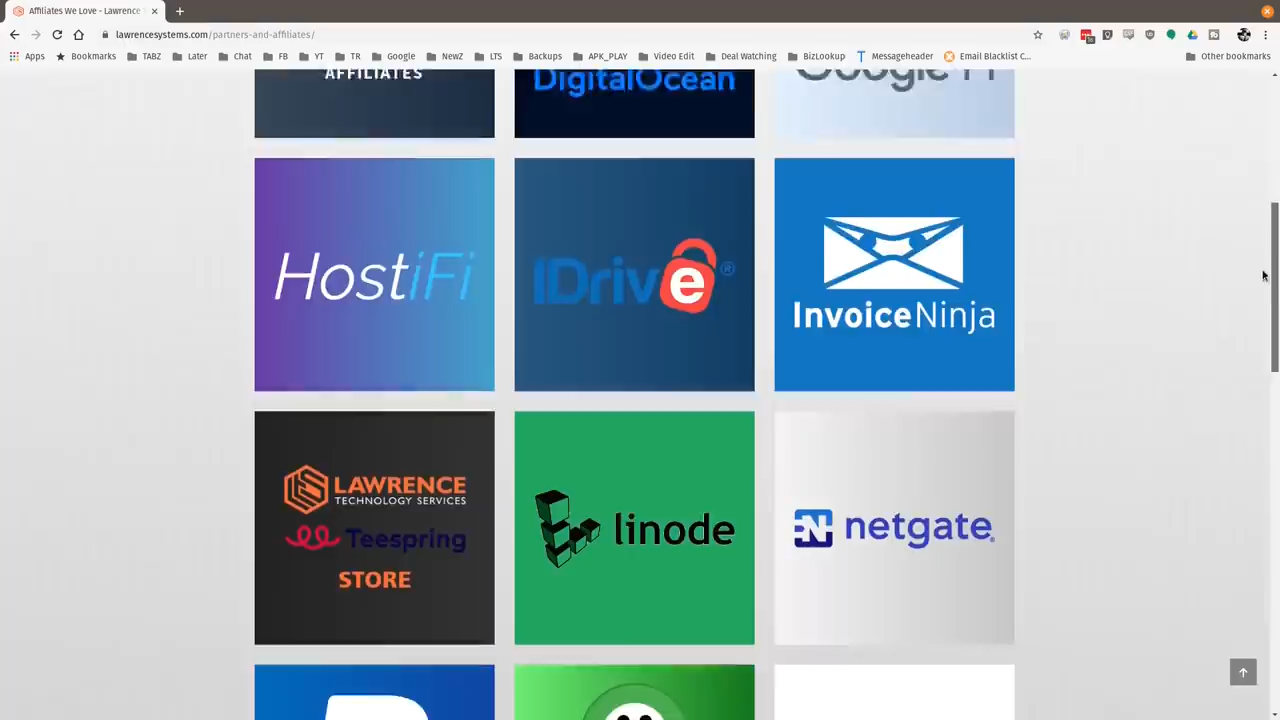 Affiliates We Love - Lawrence
lawrencesystems.com/partners-and-affiliates/
Apps Bookmarks TABZ Later Chat FB YT TR Google NewZ LTS Backups APK_PLAY Video Edit Deal Watching BizLookup Messageheader Email Blacklist C... Other bookmarks
AFFILIATES
DigitalOcean
Google Fi
HostiFi
IDrive®
InvoiceNinja
LAWRENCE
TECHNOLOGY SERVICES
Teespring
STORE
linode
netgate